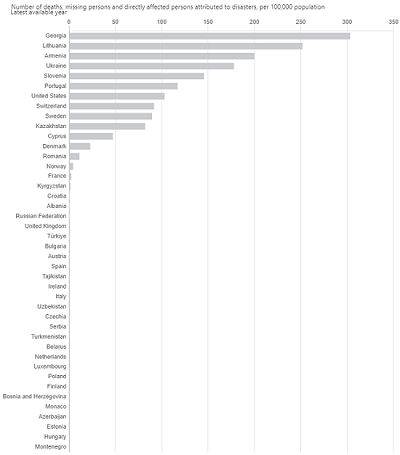 Number of deaths, missing persons and directly affected persons attributed to disasters, per 100,000 population
Latest available year
0 50 100 150 200 250 300 350
Georgia
Lithuania
Armenia
Ukraine
Slovenia
Portugal
United States
Switzerland
Sweden
Kazakhstan
Cyprus
Denmark
Romania
Norway
France
Kyrgyzstan
Croatia
Albania
Russian Federation
United Kingdom
Türkiye
Bulgaria
Austria
Spain
Tajikistan
Ireland
Italy
Uzbekistan
Czechia
Serbia
Turkmenistan
Belarus
Netherlands
Luxembourg
Poland
Finland
Bosnia and Herzegovina
Monaco
Azerbaijan
Estonia
Hungary
Montenegro